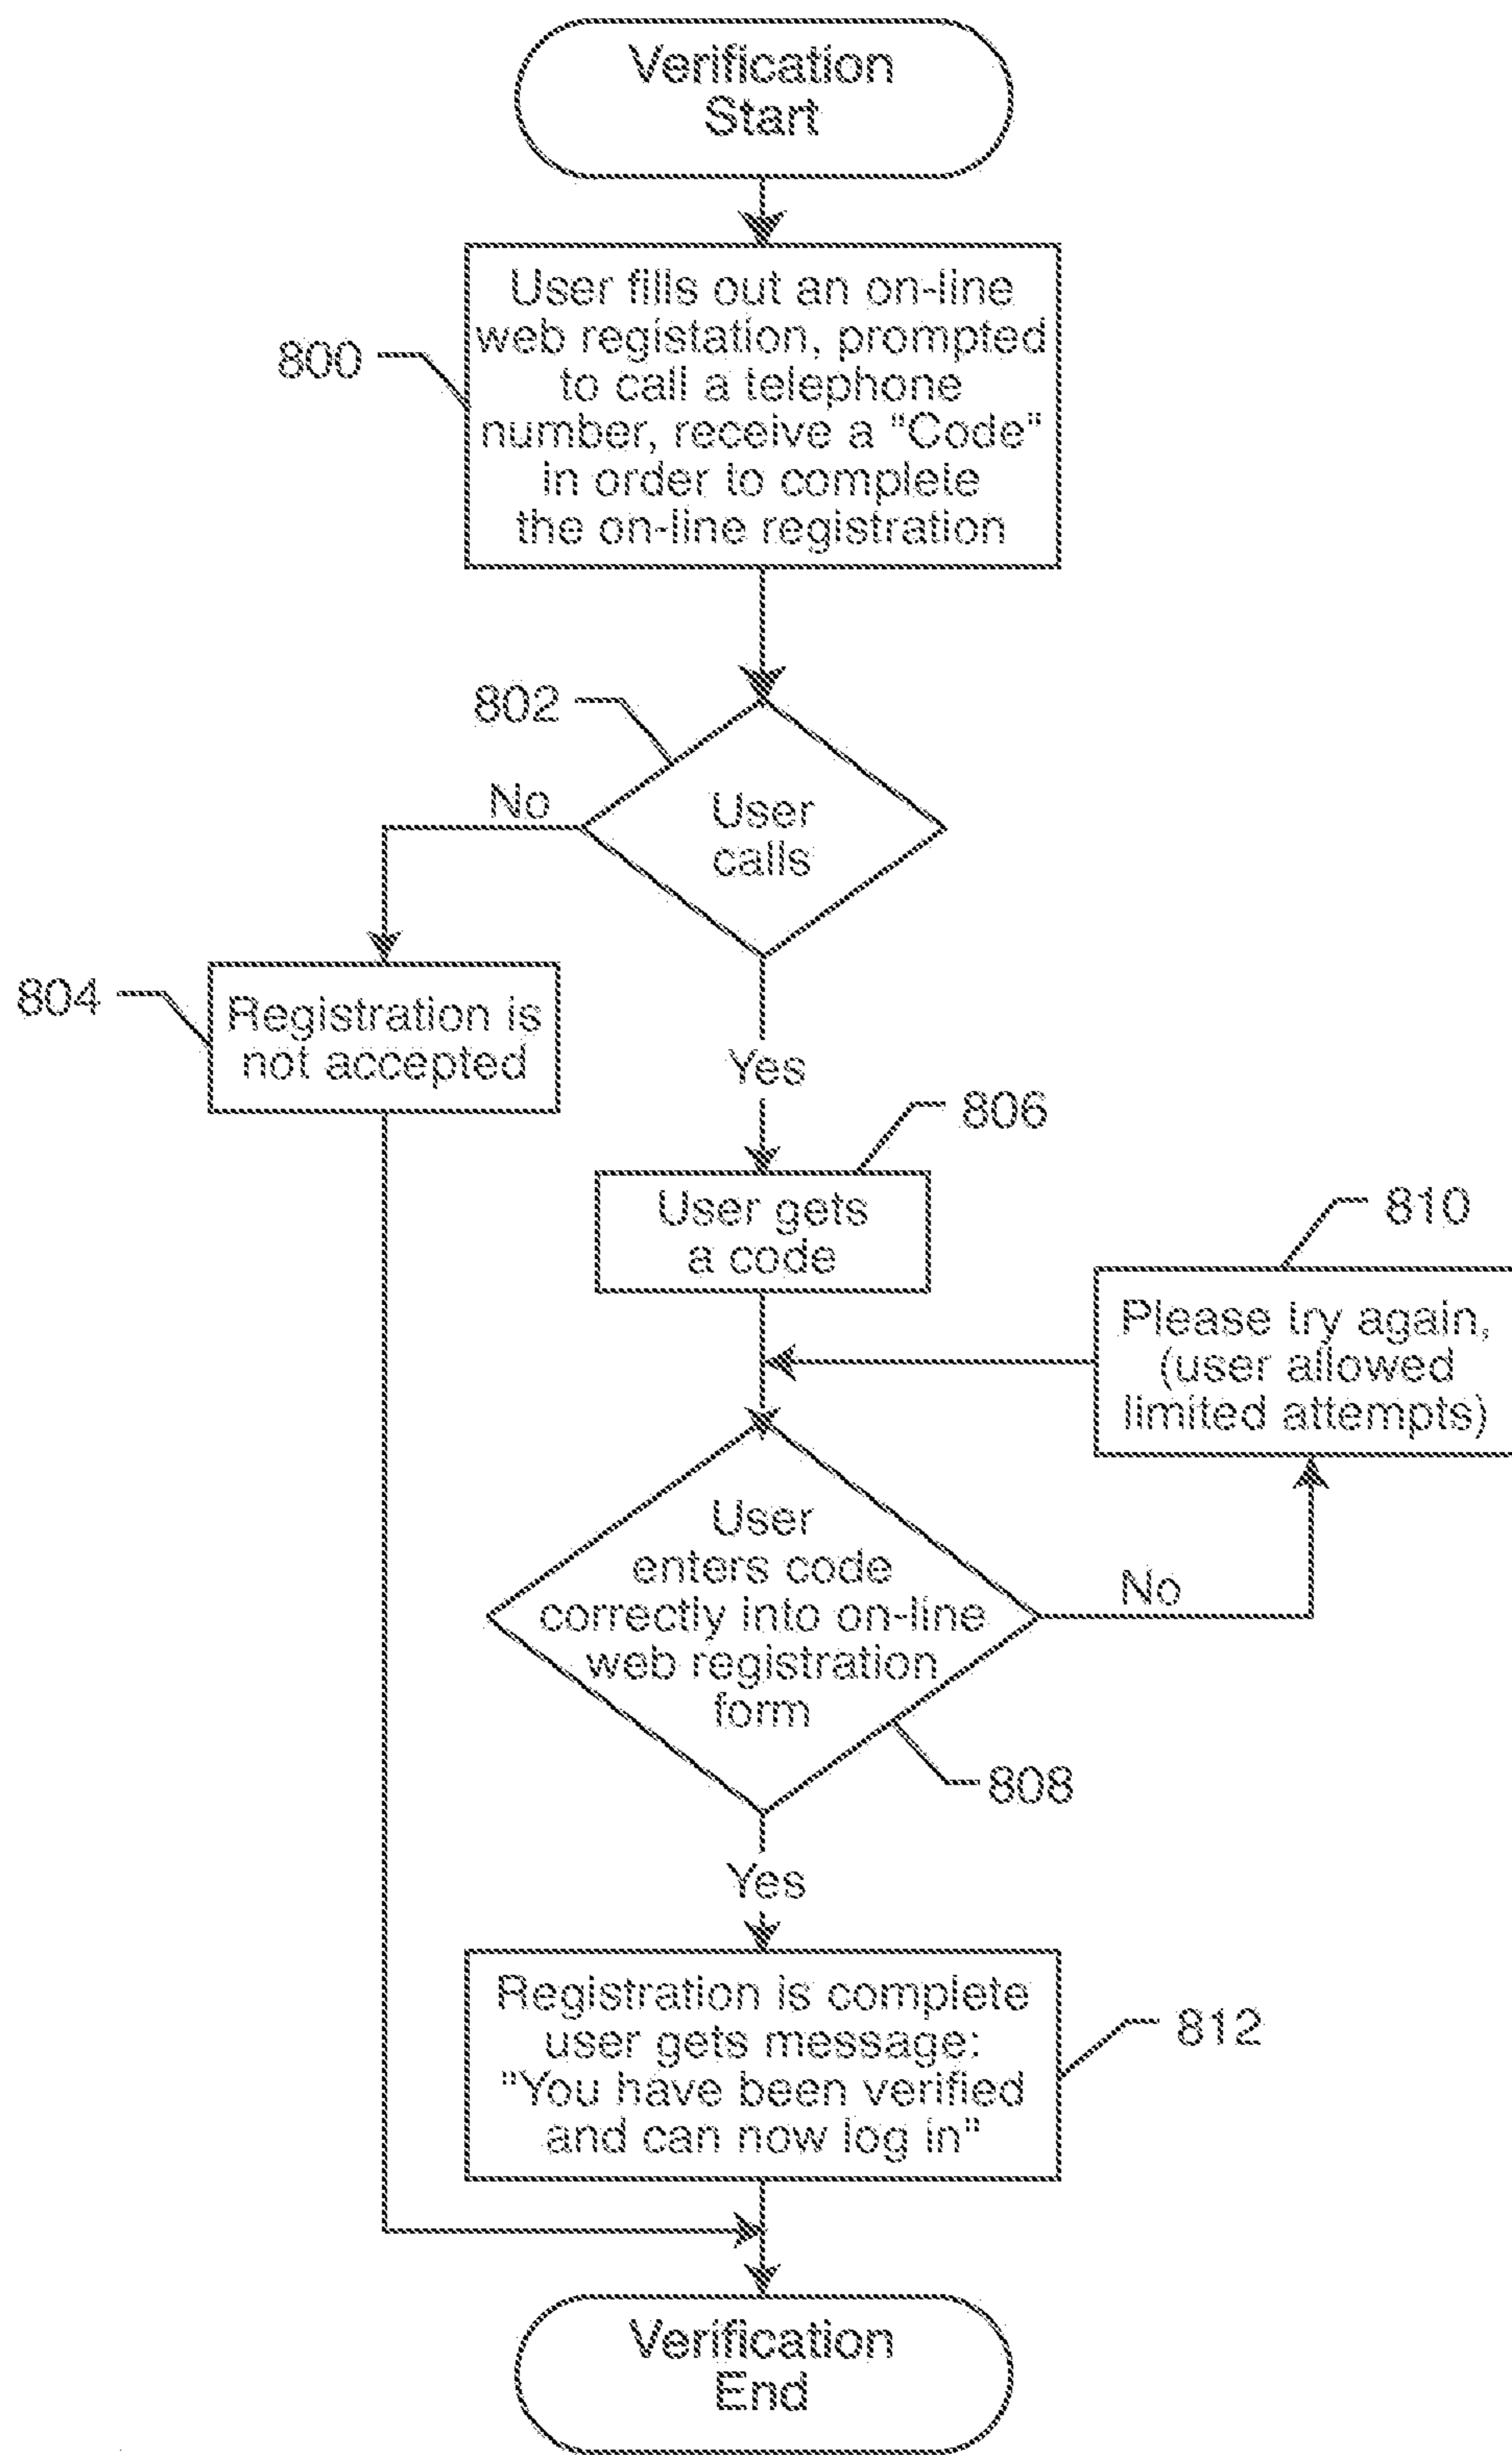 Verification
Start
800
User fills out an on-line
web registation, prompted
to call a telephone
number, receive a "Code"
in order to complete
the on-line registration
802
No
User
calls
804
Registration is
not accepted
Yes
806
User gets
a code
810
Please try again,
(user allowed
limited attempts)
User
enters code
correctly into on-line
web registration
form
No
808
Yes
Registration is complete
user gets message:
"You have been verified
and can now log in"
812
Verification
End